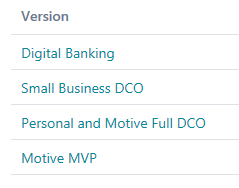 Version
Digital Banking
Small Business DCO
Personal and Motive Full DCO
Motive MVP